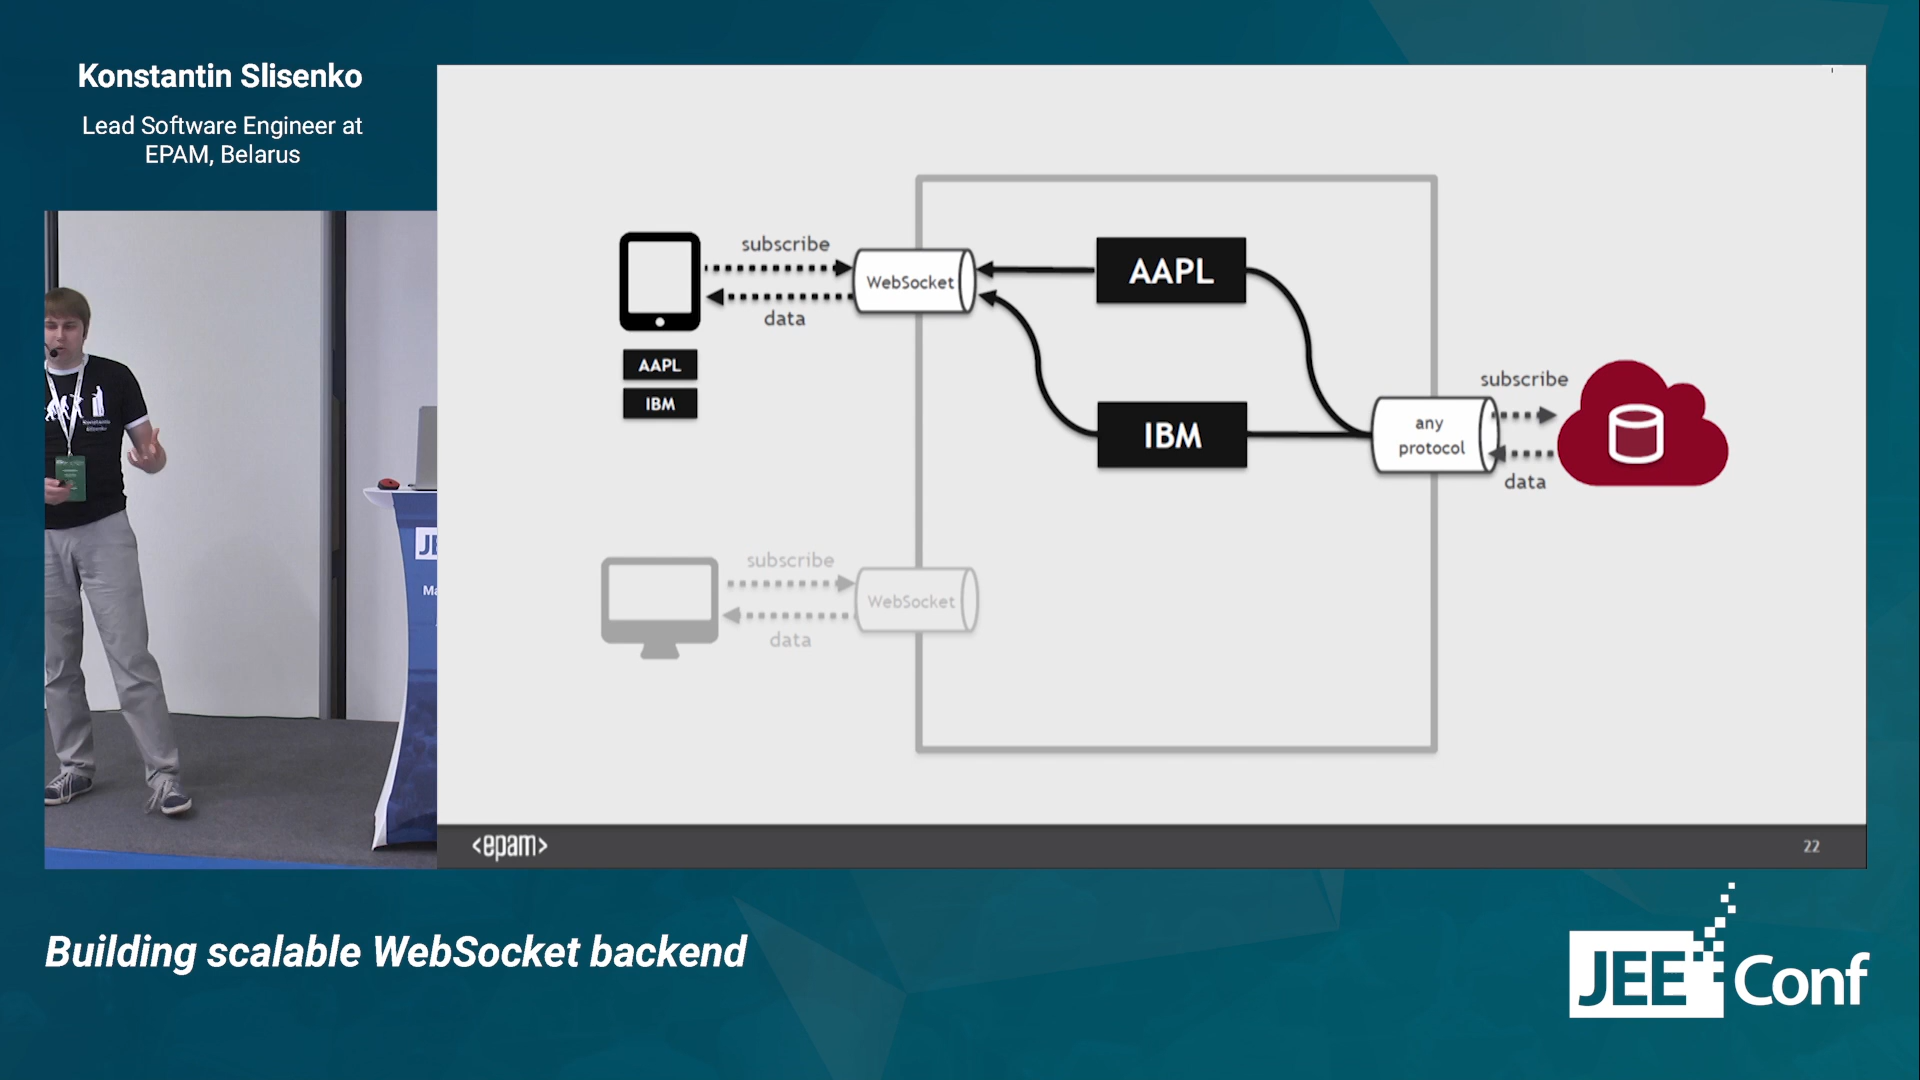 Konstantin Slisenko
Lead Software Engineer at
EPAM, Belarus
subscribe
WebSocket
data
AAPL
IBM
AAPL
IBM
any
protocol
subscribe
data
subscribe
WebSocket
data
<epam>
22
Building scalable WebSocket backend
JEE Conf